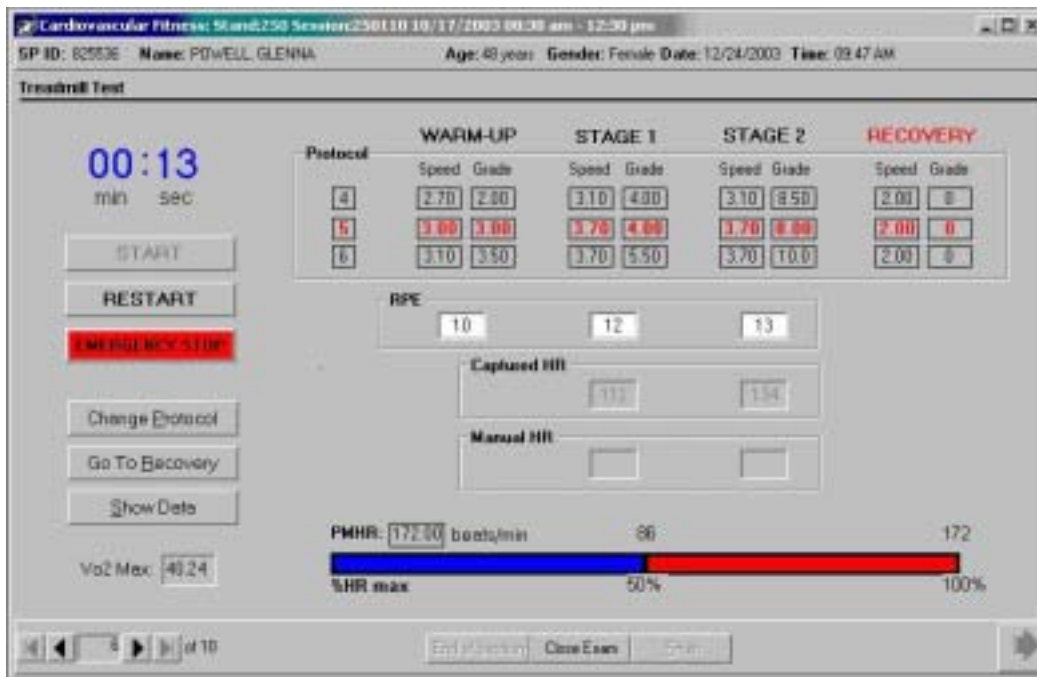 Cardiovascular Fitness: Stand:250 Session:250110 10/17/2003 08:30 am - 12:30 pm
SP ID: 825536 Name: POWELL, GLENNA Age: 48 years Gender: Female Date: 12/24/2003 Time: 09:47 AM
Treadmill Test
WARM-UP STAGE 1 STAGE 2 RECOVERY
Protocol
Speed Grade Speed Grade Speed Grade Speed Grade
4 2.70 2.00 3.10 4.00 3.10 8.50 2.00 0
5 3.00 3.00 3.70 4.00 3.70 8.00 2.00 0
6 3.10 3.50 3.70 5.50 3.70 10.0 2.00 0
00:13
min sec
START
RESTART
EMERGENCY STOP
Change Protocol
Go To Recovery
Show Data
Vo2 Max: 48.24
RPE
10 12 13
Captured HR
134
Manual HR
PMHR: 172.00 beats/min 86 172
%HR max 50% 100%
6 of 10
End of Section Close Exam